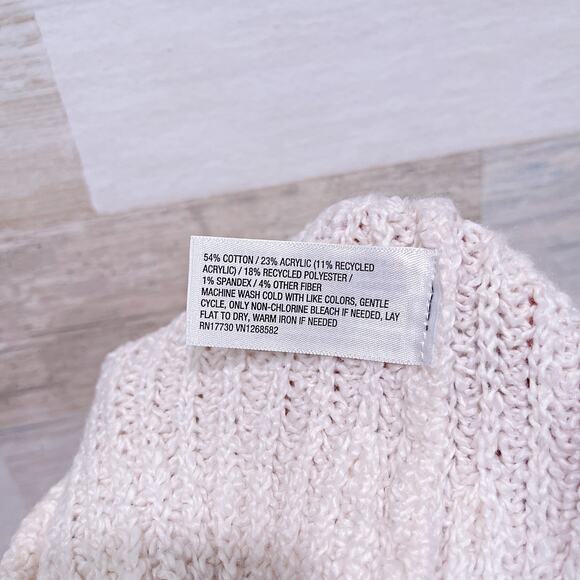 54% COTTON / 23% ACRYLIC (11% RECYCLED
ACRYLIC) / 18% RECYCLED POLYESTER /
1% SPANDEX / 4% OTHER FIBER
MACHINE WASH COLD WITH LIKE COLORS, GENTLE
CYCLE, ONLY NON-CHLORINE BLEACH IF NEEDED, LAY
FLAT TO DRY, WARM IRON IF NEEDED
RN17730 VN1268582